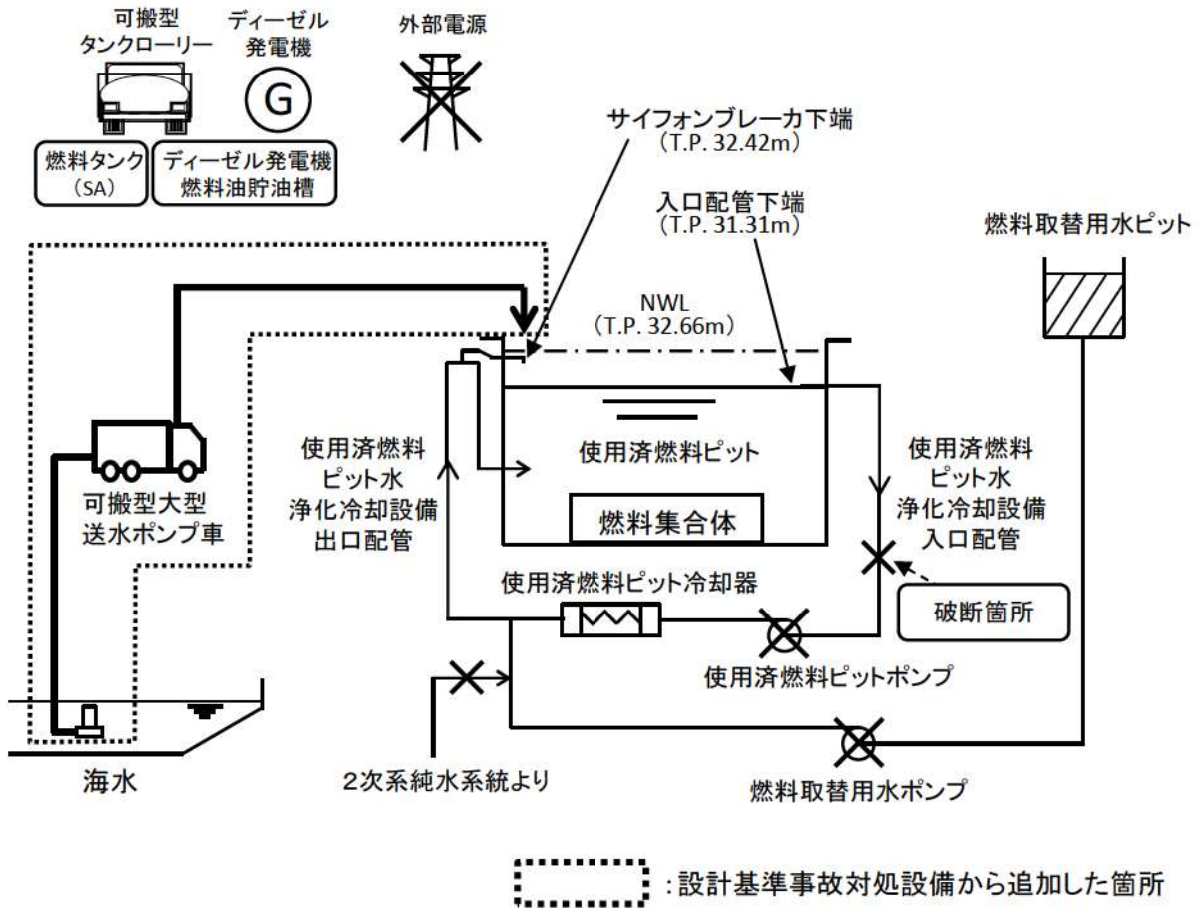 可搬型
タンクローリー
ディーゼル
発電機
外部電源
G
燃料タンク
(SA)
ディーゼル発電機
燃料油貯油槽
サイフォンブレーカ下端
(T.P. 32.42m)
入口配管下端
(T.P. 31.31m)
燃料取替用水ピット
NWL
(T.P. 32.66m)
使用済燃料
ピット水
浄化冷却設備
出口配管
使用済燃料ピット
燃料集合体
使用済燃料
ピット水
浄化冷却設備
入口配管
可搬型大型
送水ポンプ車
使用済燃料ピット冷却器
破断箇所
使用済燃料ピットポンプ
海水
2次系純水系統より
燃料取替用水ポンプ
:設計基準事故対処設備から追加した箇所